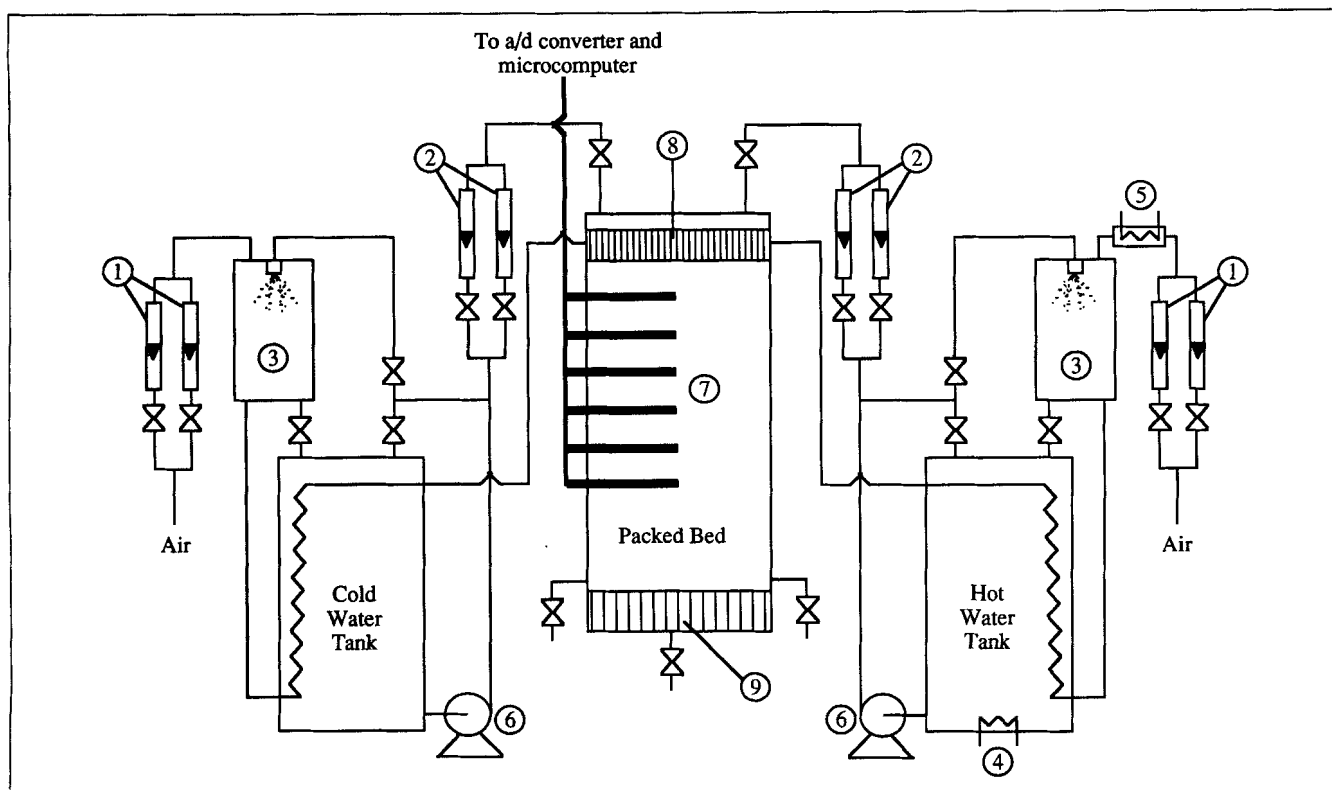 To a/d converter and
microcomputer
8
2
2
5
1
1
3
3
7
Air
Packed Bed
Air
Cold
Water
Tank
Hot
Water
Tank
9
6
6
4